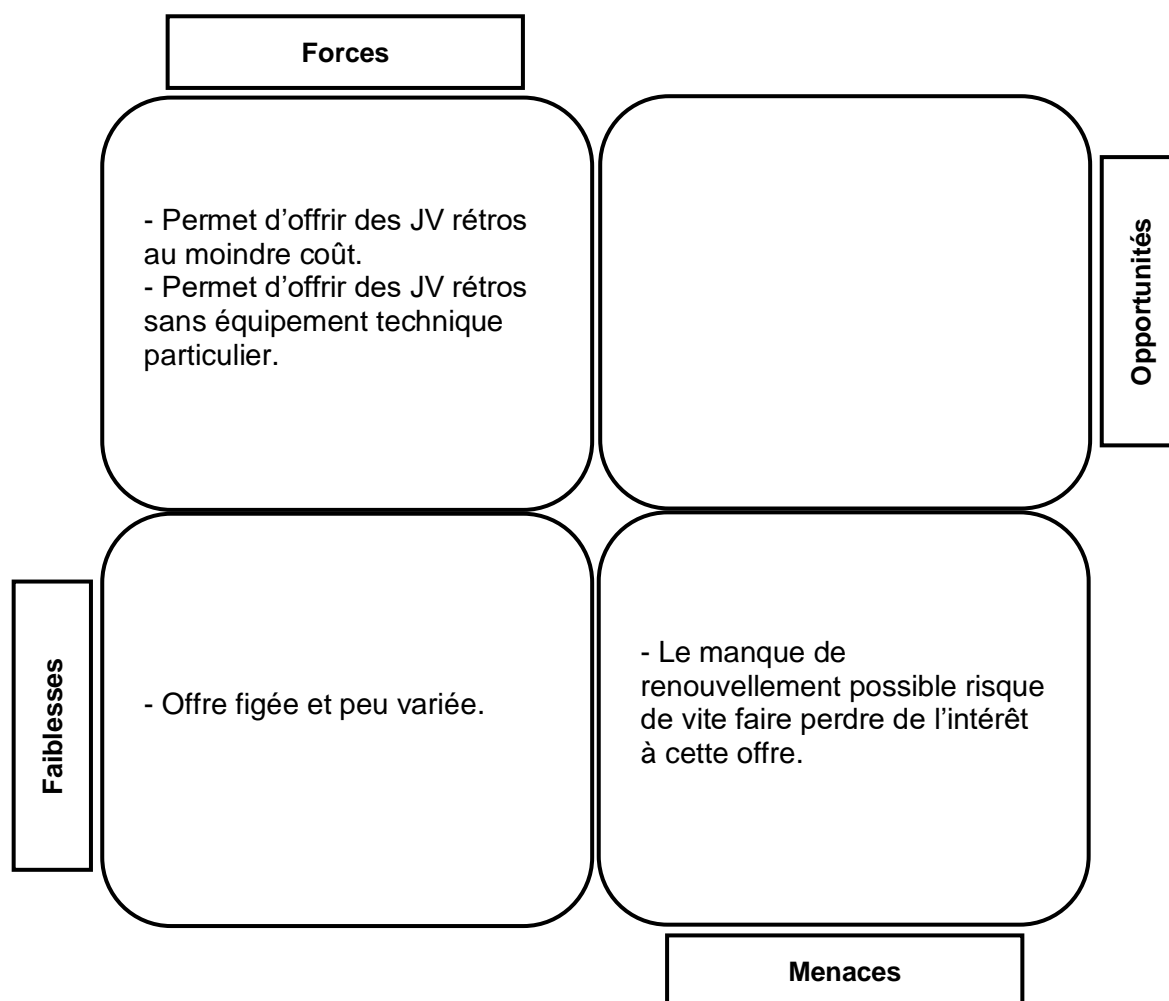 Forces
- Permet d’offrir des JV rétros
au moindre coût.
- Permet d’offrir des JV rétros
sans équipement technique
particulier.
Opportunités
Faiblesses
- Offre figée et peu variée.
- Le manque de
renouvellement possible risque
de vite faire perdre de l’intérêt
à cette offre.
Menaces